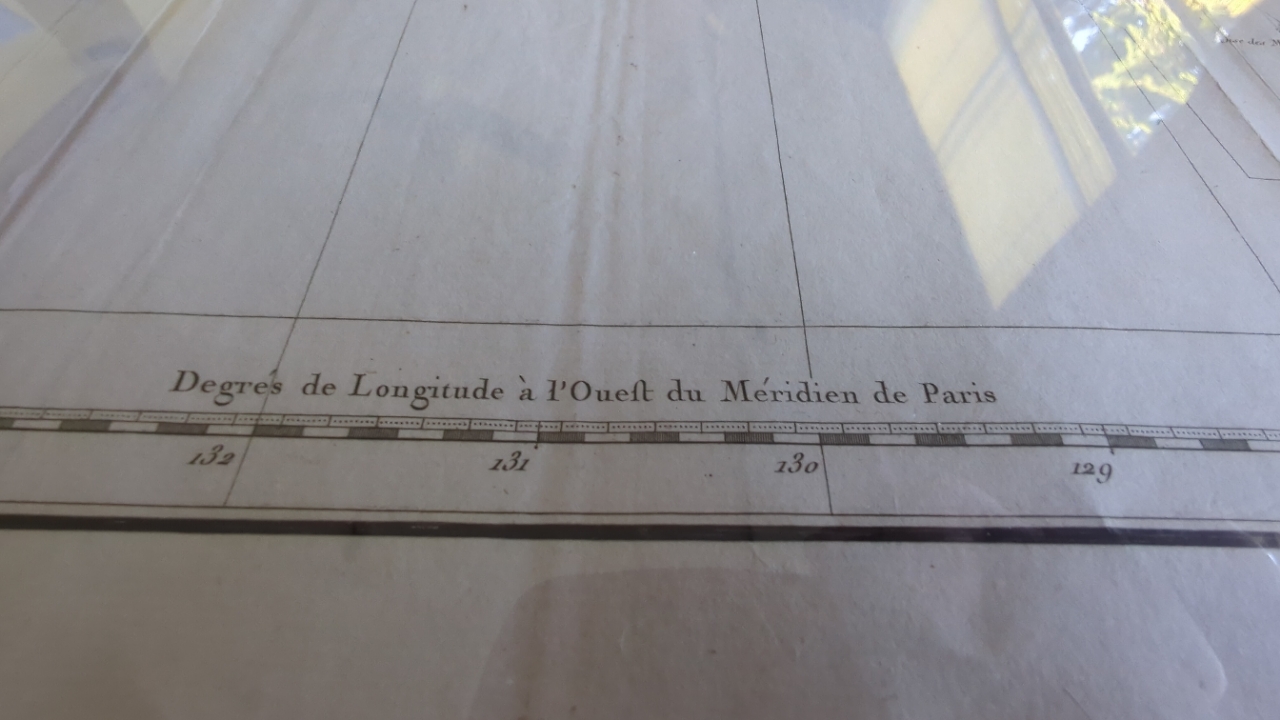 Degrés de Longitude à l'Oueſt du Méridien de Paris
132 131 130 129